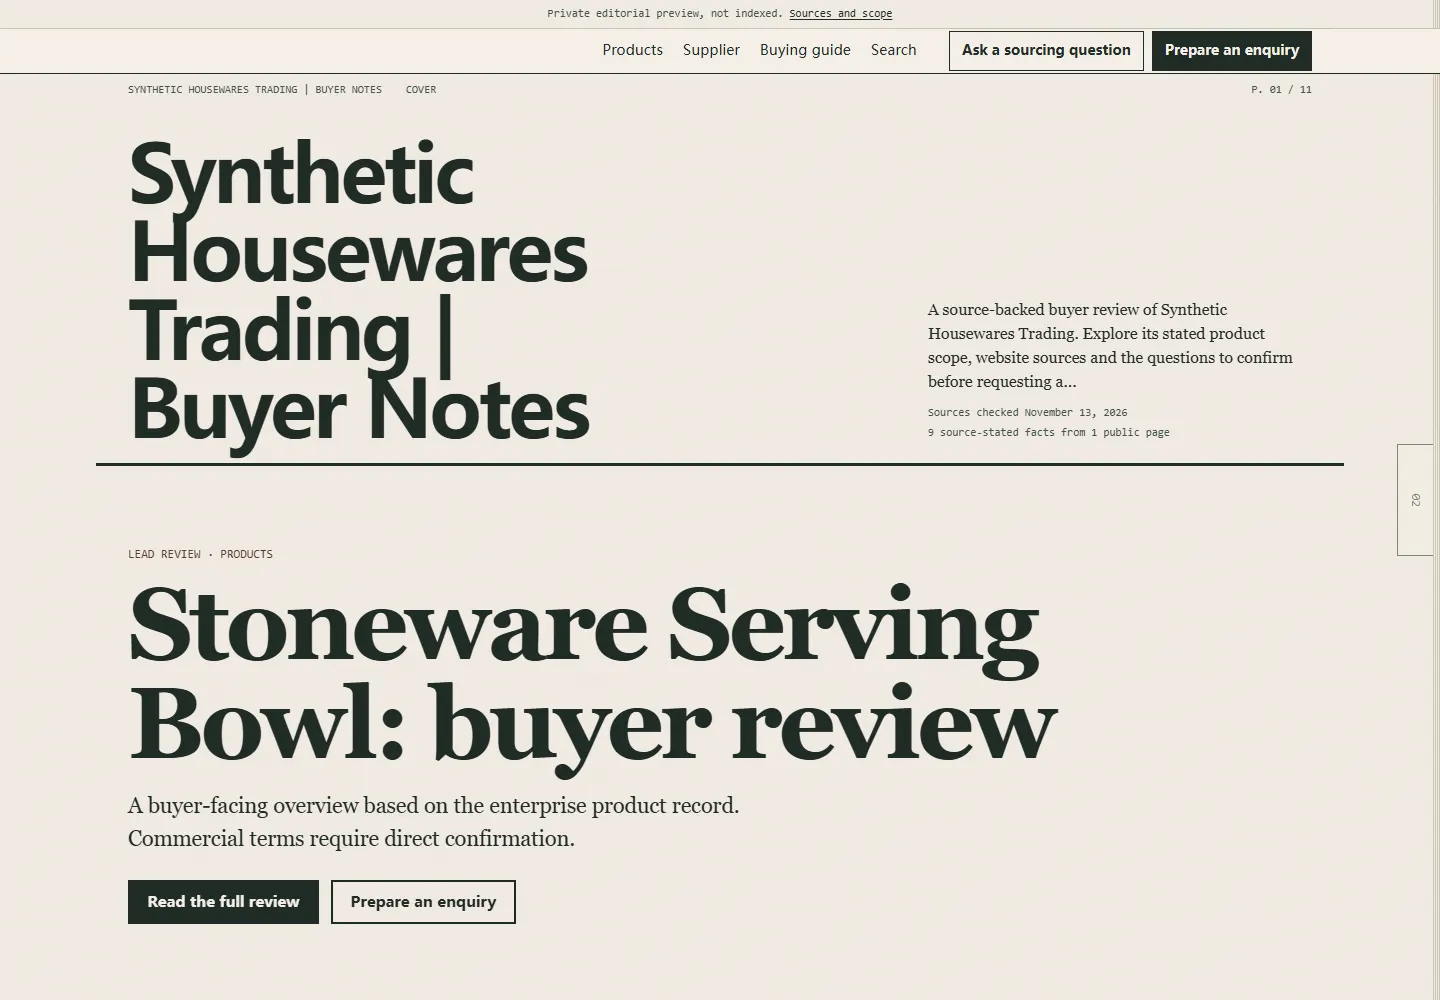 Private editorial preview, not indexed. Sources and scope
Products Supplier Buying guide Search Ask a sourcing question Prepare an enquiry
SYNTHETIC HOUSEWARES TRADING | BUYER NOTES COVER P. 01 / 11
Synthetic
Housewares
Trading |
Buyer Notes
A source-backed buyer review of Synthetic
Housewares Trading. Explore its stated product
scope, website sources and the questions to confirm
before requesting a...
Sources checked November 13, 2026
9 source-stated facts from 1 public page
02
LEAD REVIEW · PRODUCTS
Stoneware Serving
Bowl: buyer review
A buyer-facing overview based on the enterprise product record.
Commercial terms require direct confirmation.
Read the full review Prepare an enquiry